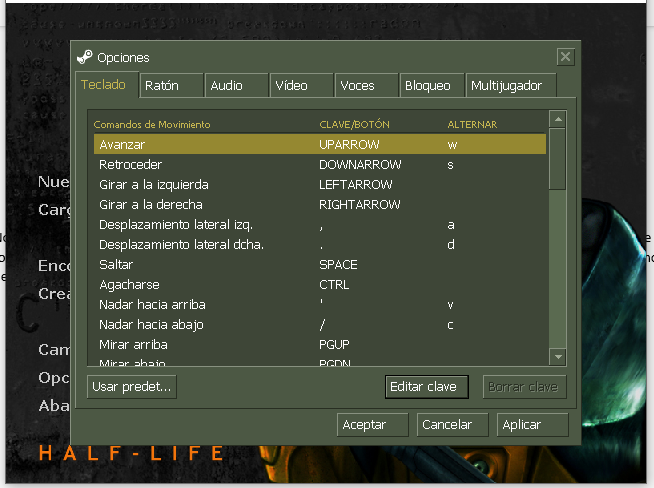 Opciones
Teclado Ratón Audio Vídeo Voces Bloqueo Multijugador
Comandos de Movimiento CLAVE/BOTÓN ALTERNAR
Avanzar UPARROW w
Retroceder DOWNARROW s
Girar a la izquierda LEFTARROW
Girar a la derecha RIGHTARROW
Desplazamiento lateral izq. , a
Desplazamiento lateral dcha. . d
Saltar SPACE
Agacharse CTRL
Nadar hacia arriba ' v
Nadar hacia abajo / c
Mirar arriba PGUP
Mirar abajo PGDN
Usar predet... Editar clave Borrar clave
Aceptar Cancelar Aplicar
Nue
Carg
Enco
Crea
Cam
Opc
Aba
HALF-LIFE